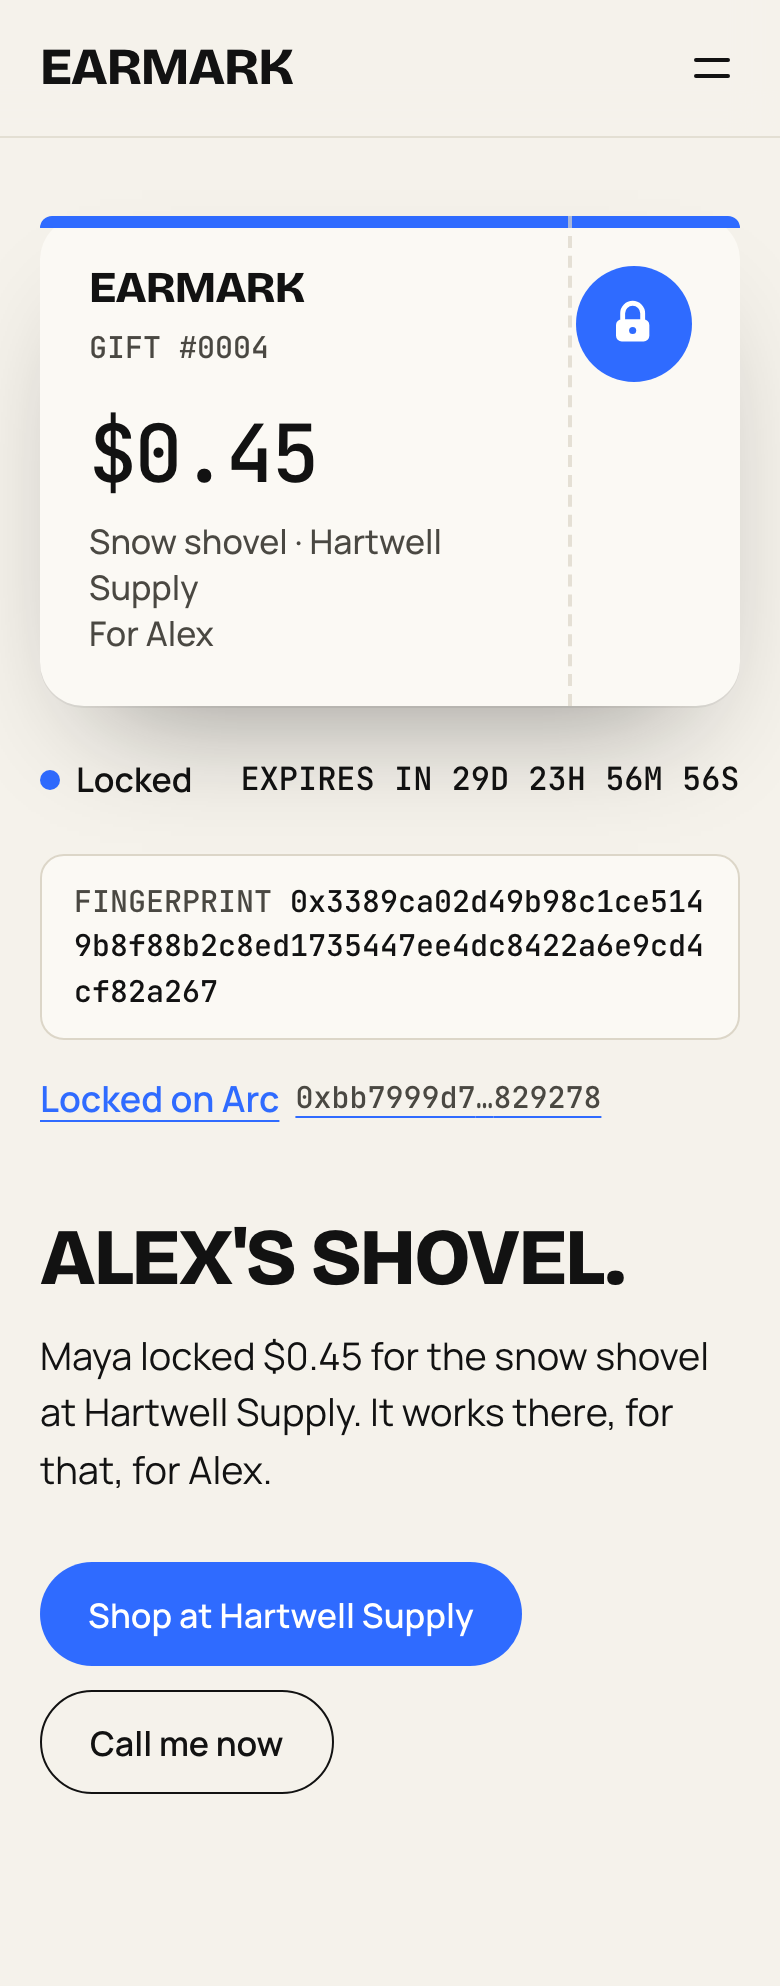 EARMARK
EARMARK
GIFT #0004
$0.45
Snow shovel · Hartwell
Supply
For Alex
Locked EXPIRES IN 29D 23H 56M 56S
FINGERPRINT 0x3389ca02d49b98c1ce514
9b8f88b2c8ed1735447ee4dc8422a6e9cd4
cf82a267
Locked on Arc 0xbb7999d7…829278
ALEX'S SHOVEL.
Maya locked $0.45 for the snow shovel
at Hartwell Supply. It works there, for
that, for Alex.
Shop at Hartwell Supply
Call me now